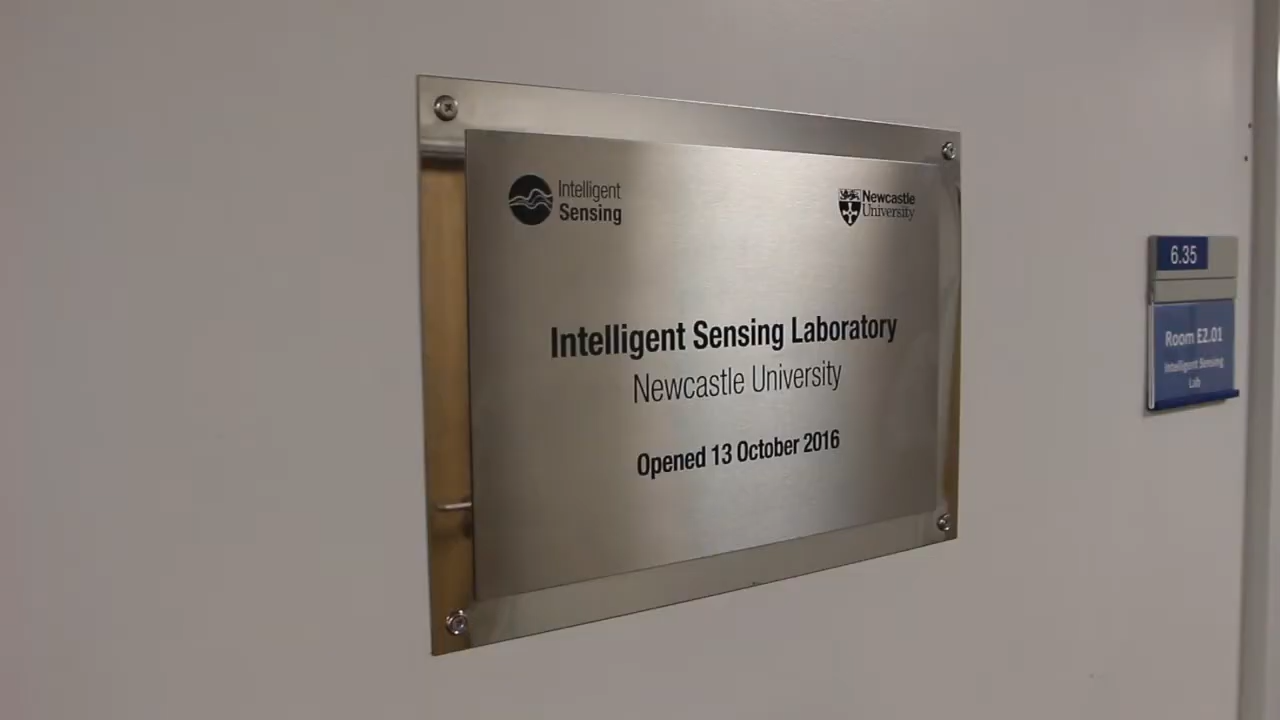 Intelligent
Sensing
Newcastle
University
Intelligent Sensing Laboratory
Newcastle University
Opened 13 October 2016
6.35
Room E2.01
Intelligent Sensing
Lab